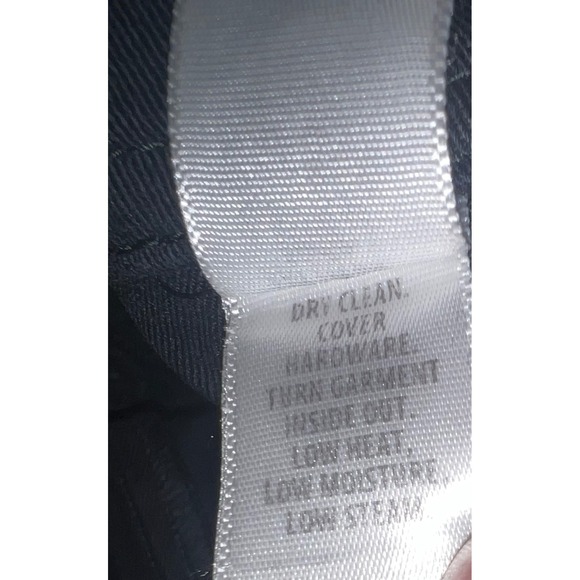 DRY CLEAN.
COVER
HARDWARE.
TURN GARMENT
INSIDE OUT.
LOW HEAT.
LOW MOISTURE.
LOW STEAM